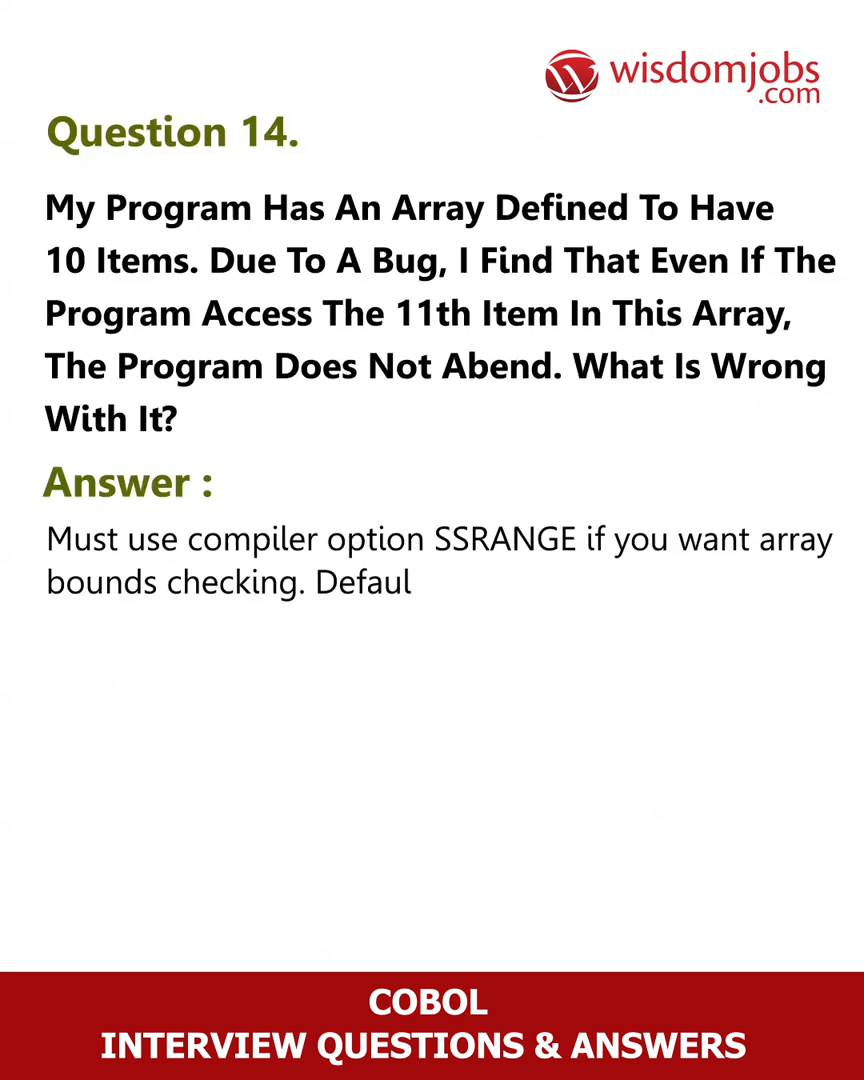 wisdomjobs
.com
Question 14.
My Program Has An Array Defined To Have
10 Items. Due To A Bug, I Find That Even If The
Program Access The 11th Item In This Array,
The Program Does Not Abend. What Is Wrong
With It?
Answer :
Must use compiler option SSRANGE if you want array
bounds checking. Defaul
COBOL
INTERVIEW QUESTIONS & ANSWERS